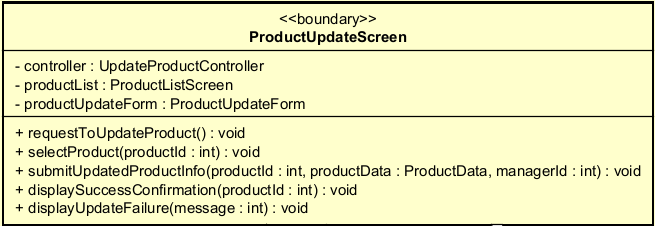 <<boundary>>
ProductUpdateScreen
- controller : UpdateProductController
- productList : ProductListScreen
- productUpdateForm : ProductUpdateForm
+ requestToUpdateProduct() : void
+ selectProduct(productId : int) : void
+ submitUpdatedProductInfo(productId : int, productData : ProductData, managerId : int) : void
+ displaySuccessConfirmation(productId : int) : void
+ displayUpdateFailure(message : int) : void